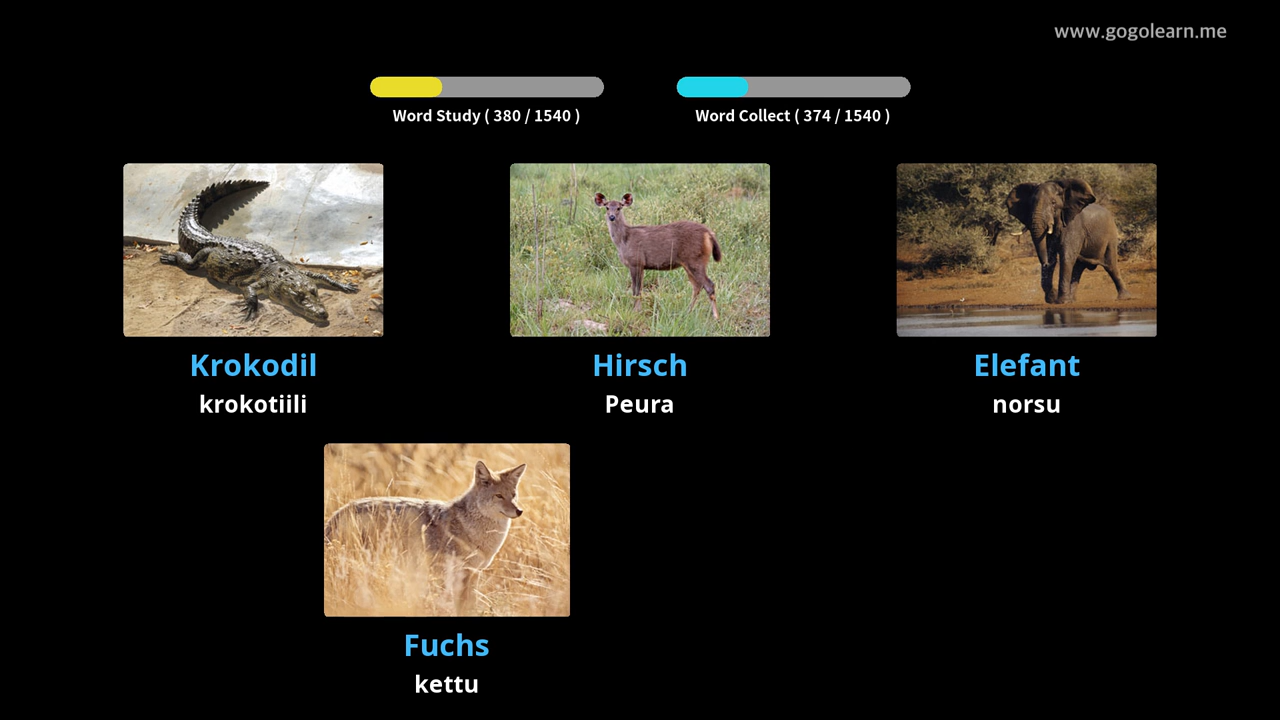 www.gogolearn.me
Word Study ( 380 / 1540 )
Word Collect ( 374 / 1540 )
Krokodil
krokotiili
Hirsch
Peura
Elefant
norsu
Fuchs
kettu